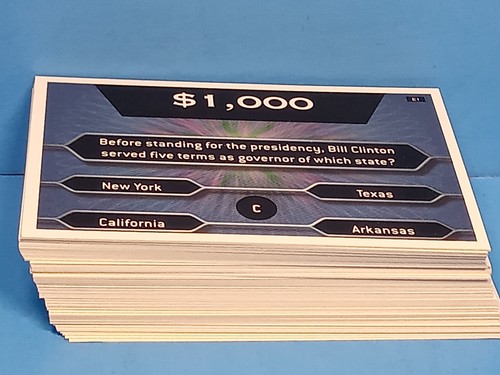 $1,000
E1
Before standing for the presidency, Bill Clinton
served five terms as governor of which state?
New York
Texas
C
California
Arkansas